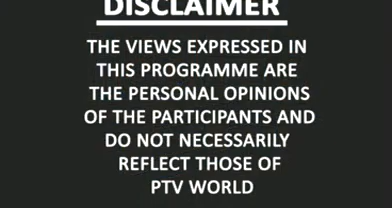 DISCLAIMER
THE VIEWS EXPRESSED IN
THIS PROGRAMME ARE
THE PERSONAL OPINIONS
OF THE PARTICIPANTS AND
DO NOT NECESSARILY
REFLECT THOSE OF
PTV WORLD